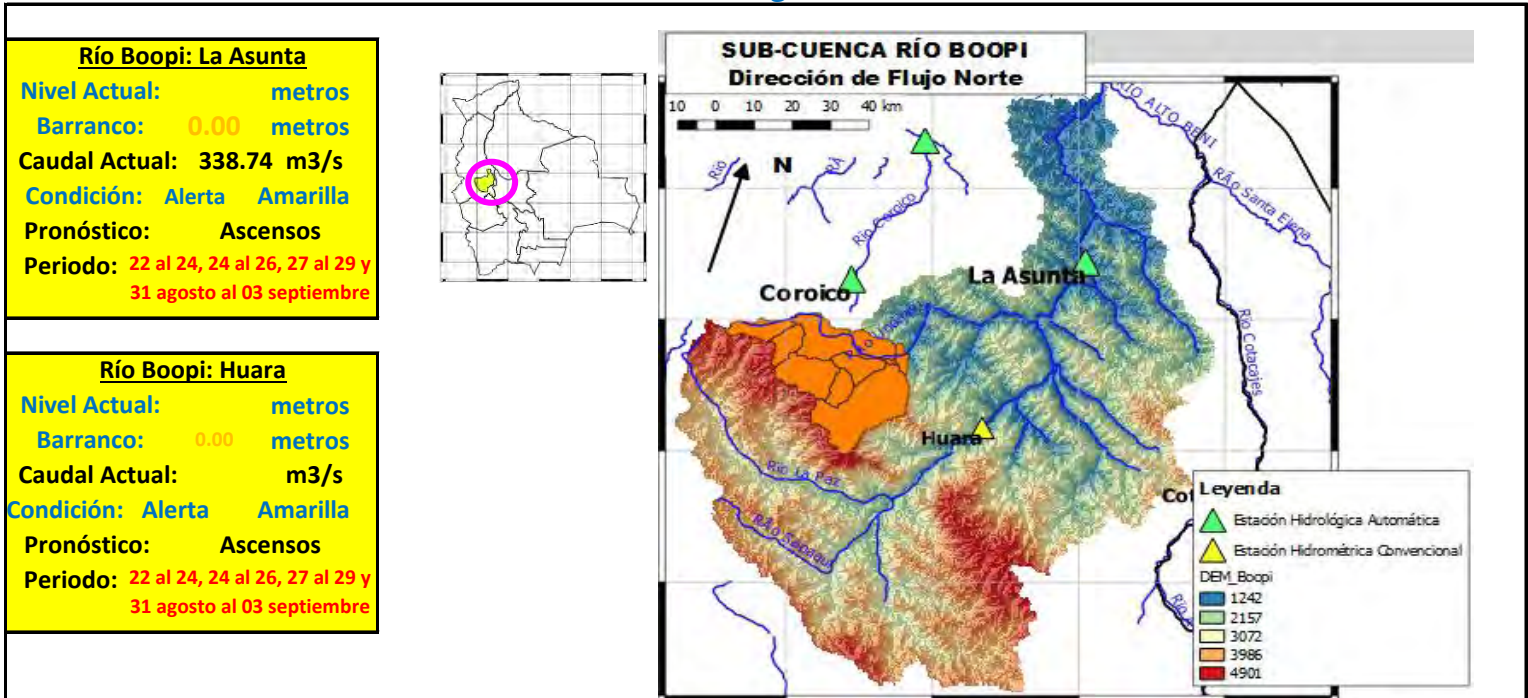 Río Boopi: La Asunta
Nivel Actual: metros
Barranco: 0.00 metros
Caudal Actual: 338.74 m3/s
Condición: Alerta Amarilla
Pronóstico: Ascensos
Periodo: 22 al 24, 24 al 26, 27 al 29 y
31 agosto al 03 septiembre
Río Boopi: Huara
Nivel Actual: metros
Barranco: 0.00 metros
Caudal Actual: m3/s
Condición: Alerta Amarilla
Pronóstico: Ascensos
Periodo: 22 al 24, 24 al 26, 27 al 29 y
31 agosto al 03 septiembre
SUB-CUENCA RÍO BOOPI
Dirección de Flujo Norte
10 0 10 20 30 40 km
N
Río
RÃ
Río Coroico
RIO ALTO BENI
RÃo Santa Elena
Coroico
La Asunta
Río Cotacajes
Huara
Río La Paz
RÃo Sapaqui
Cot
Leyenda
Estación Hidrológica Automática
Estación Hidrométrica Convencional
DEM_Boopi
1242
2157
3072
3986
4901